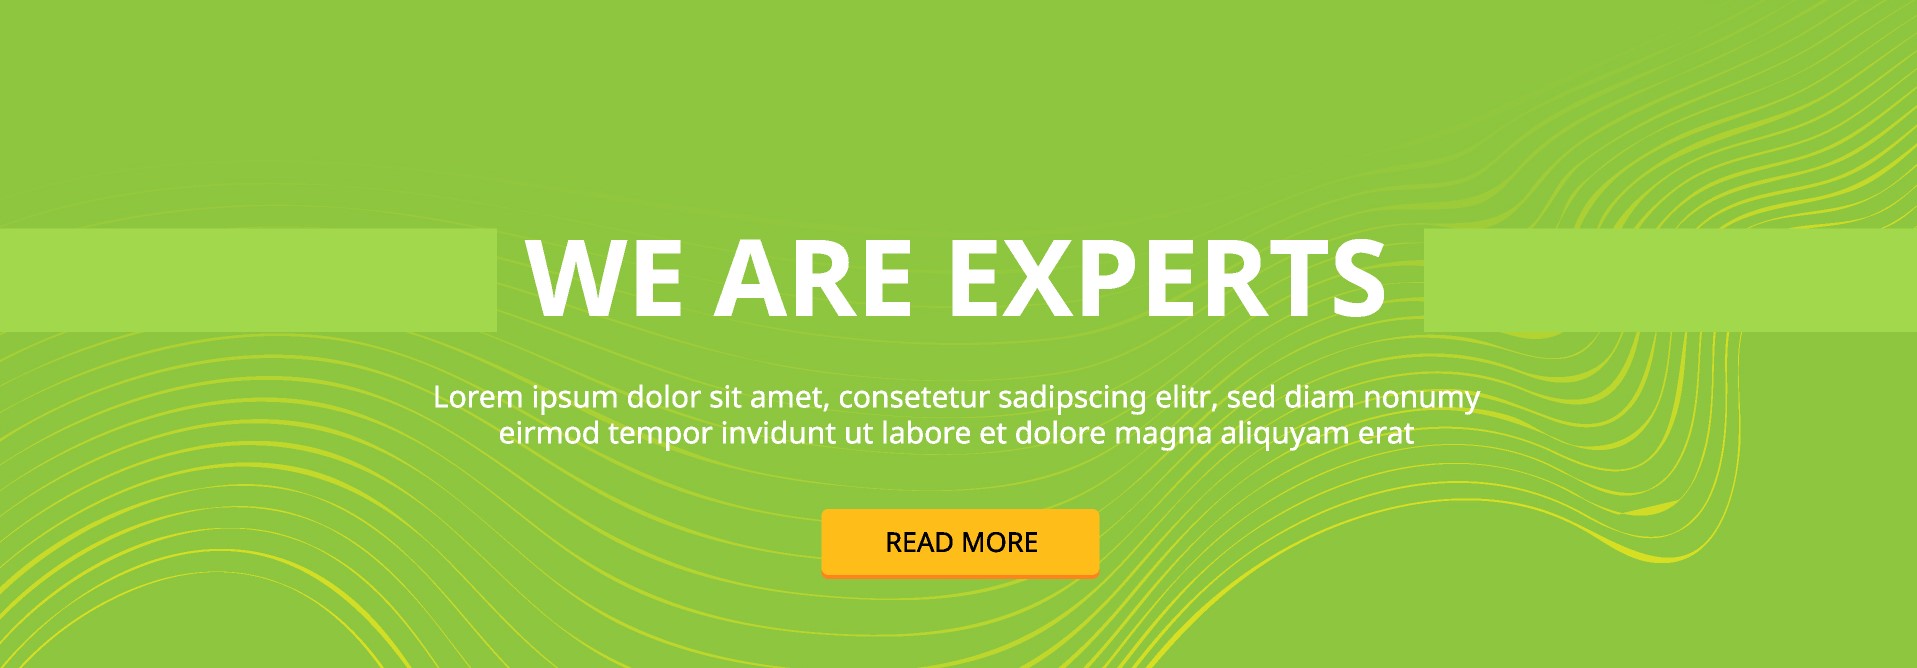 WE ARE EXPERTS
Lorem ipsum dolor sit amet, consetetur sadipscing elitr, sed diam nonumy
eirmod tempor invidunt ut labore et dolore magna aliquyam erat
READ MORE